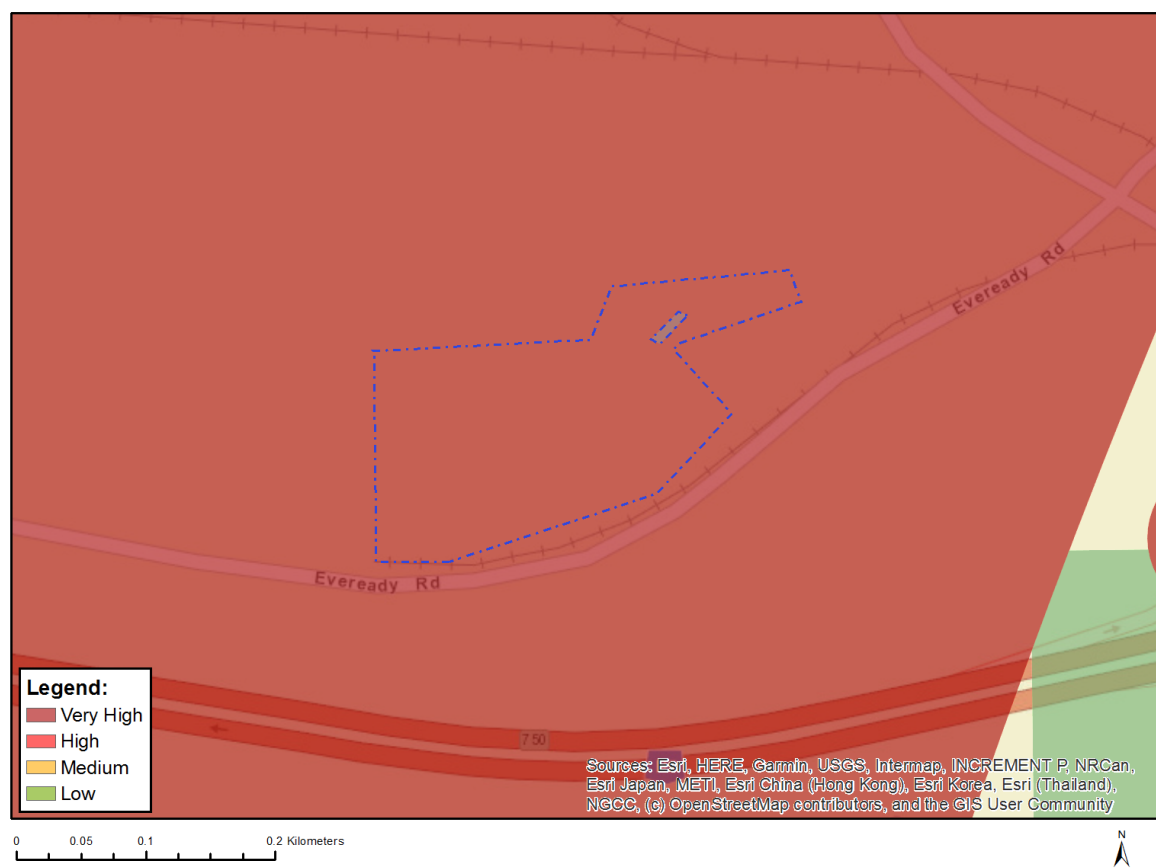 Eveready Rd
Eveready Rd
750
Legend:
Very High
High
Medium
Low
Sources: Esri, HERE, Garmin, USGS, Intermap, INCREMENT P, NRCan,
Esri Japan, METI, Esri China (Hong Kong), Esri Korea, Esri (Thailand),
NGCC, (c) OpenStreetMap contributors, and the GIS User Community
0 0.05 0.1 0.2 Kilometers
N